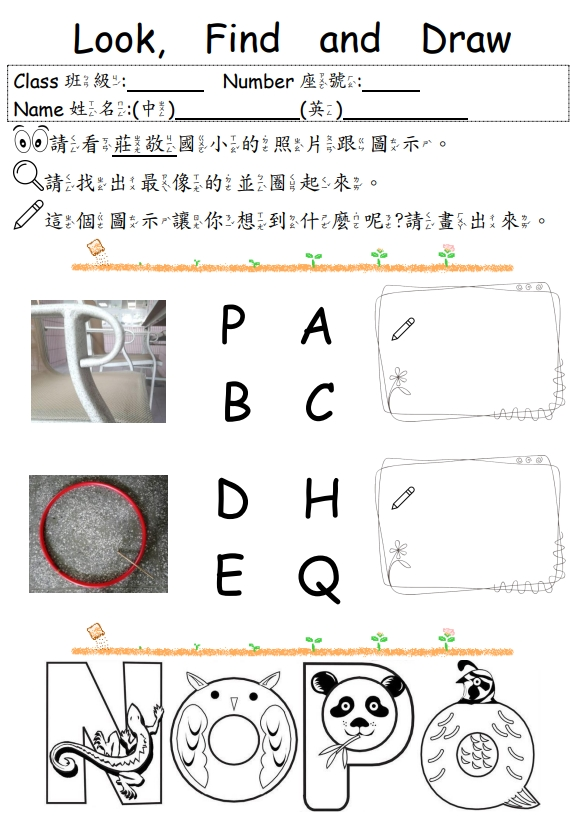 Look, Find and Draw
Class 班級:________ Number 座號:______
Name 姓名:(中)____________(英)____________
請看莊敬國小的照片跟圖示。
請找出最像的並圈起來。
這個圖示讓你想到什麼呢?請畫出來。
P A
B C
D H
E Q
N O P Q